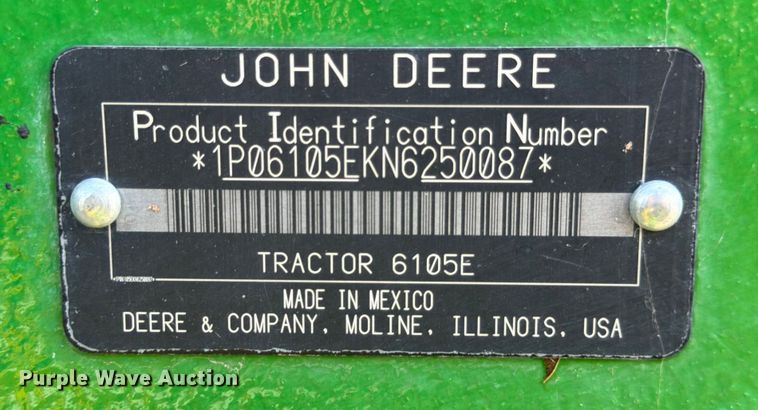 JOHN DEERE
Product Identification Number
*1P06105EKN6250087*
TRACTOR 6105E
MADE IN MEXICO
DEERE & COMPANY, MOLINE, ILLINOIS, USA
Purple Wave Auction